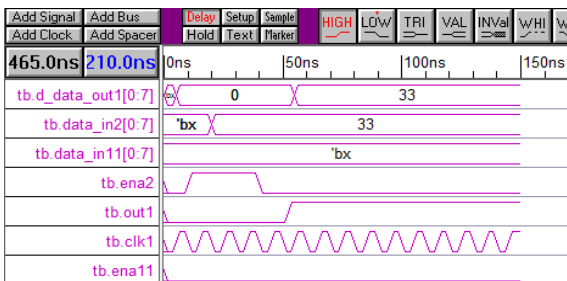 Add Signal Add Bus Delay Setup Sample HIGH LOW TRI VAL INVal WHI
Add Clock Add Spacer Hold Text Marker
465.0ns 210.0ns 0ns 50ns 100ns 150ns
tb.d_data_out1[0:7] 0 33
tb.data_in2[0:7] 'bx 33
tb.data_in11[0:7] 'bx
tb.ena2
tb.out1
tb.clk1
tb.ena11